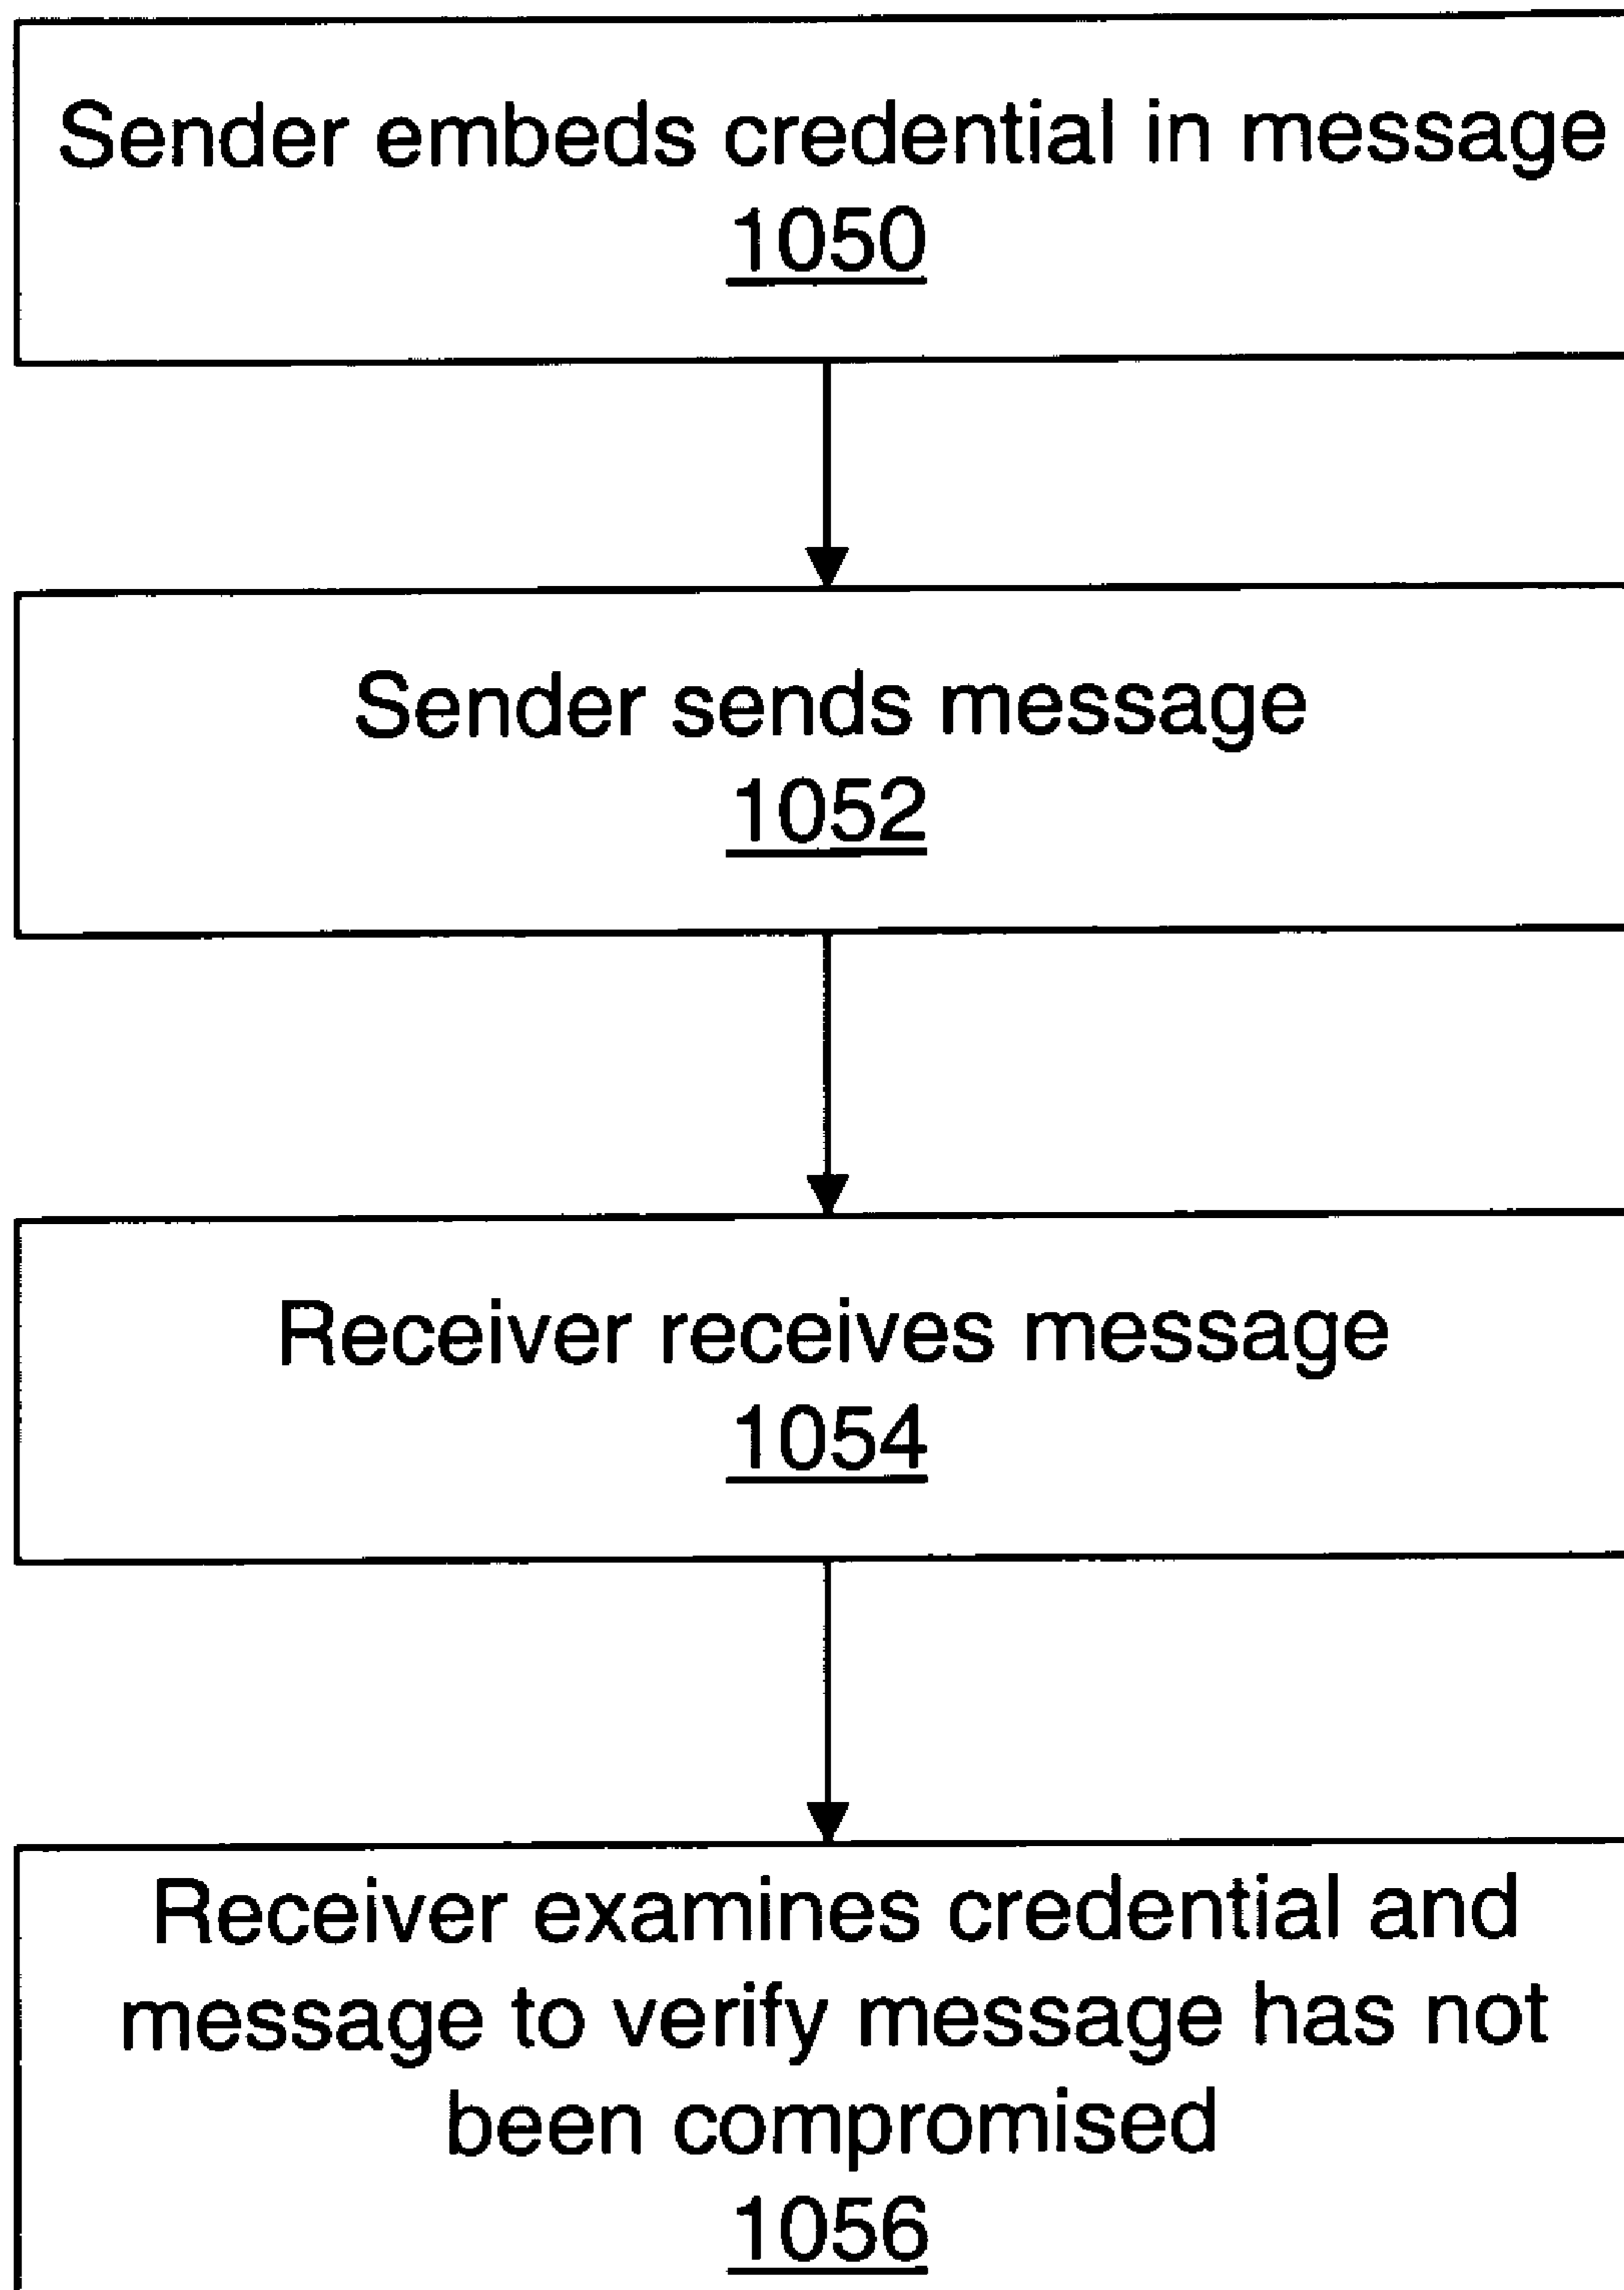 Sender embeds credential in message
1050
Sender sends message
1052
Receiver receives message
1054
Receiver examines credential and
message to verify message has not
been compromised
1056